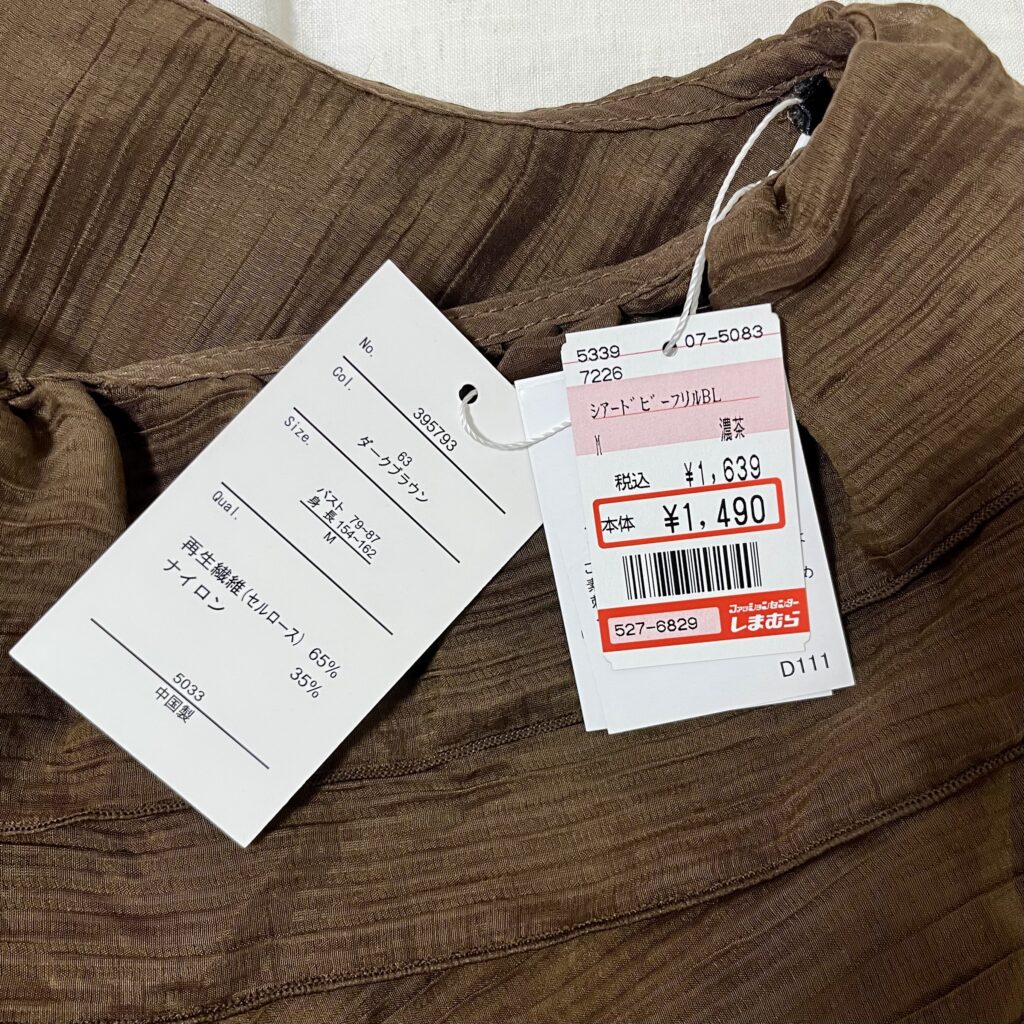 No.
395793
Col.
63
ダークブラウン
Size.
バスト 79~87
身長154~162
M
Qual.
再生繊維(セルロース) 65%
ナイロン 35%
5033
中国製
5339 07-5083
7226
シアードビーフリルBL
M 濃茶
税込 ¥1,639
本体 ¥1,490
527-6829
ファッションセンター
しまむら
D111